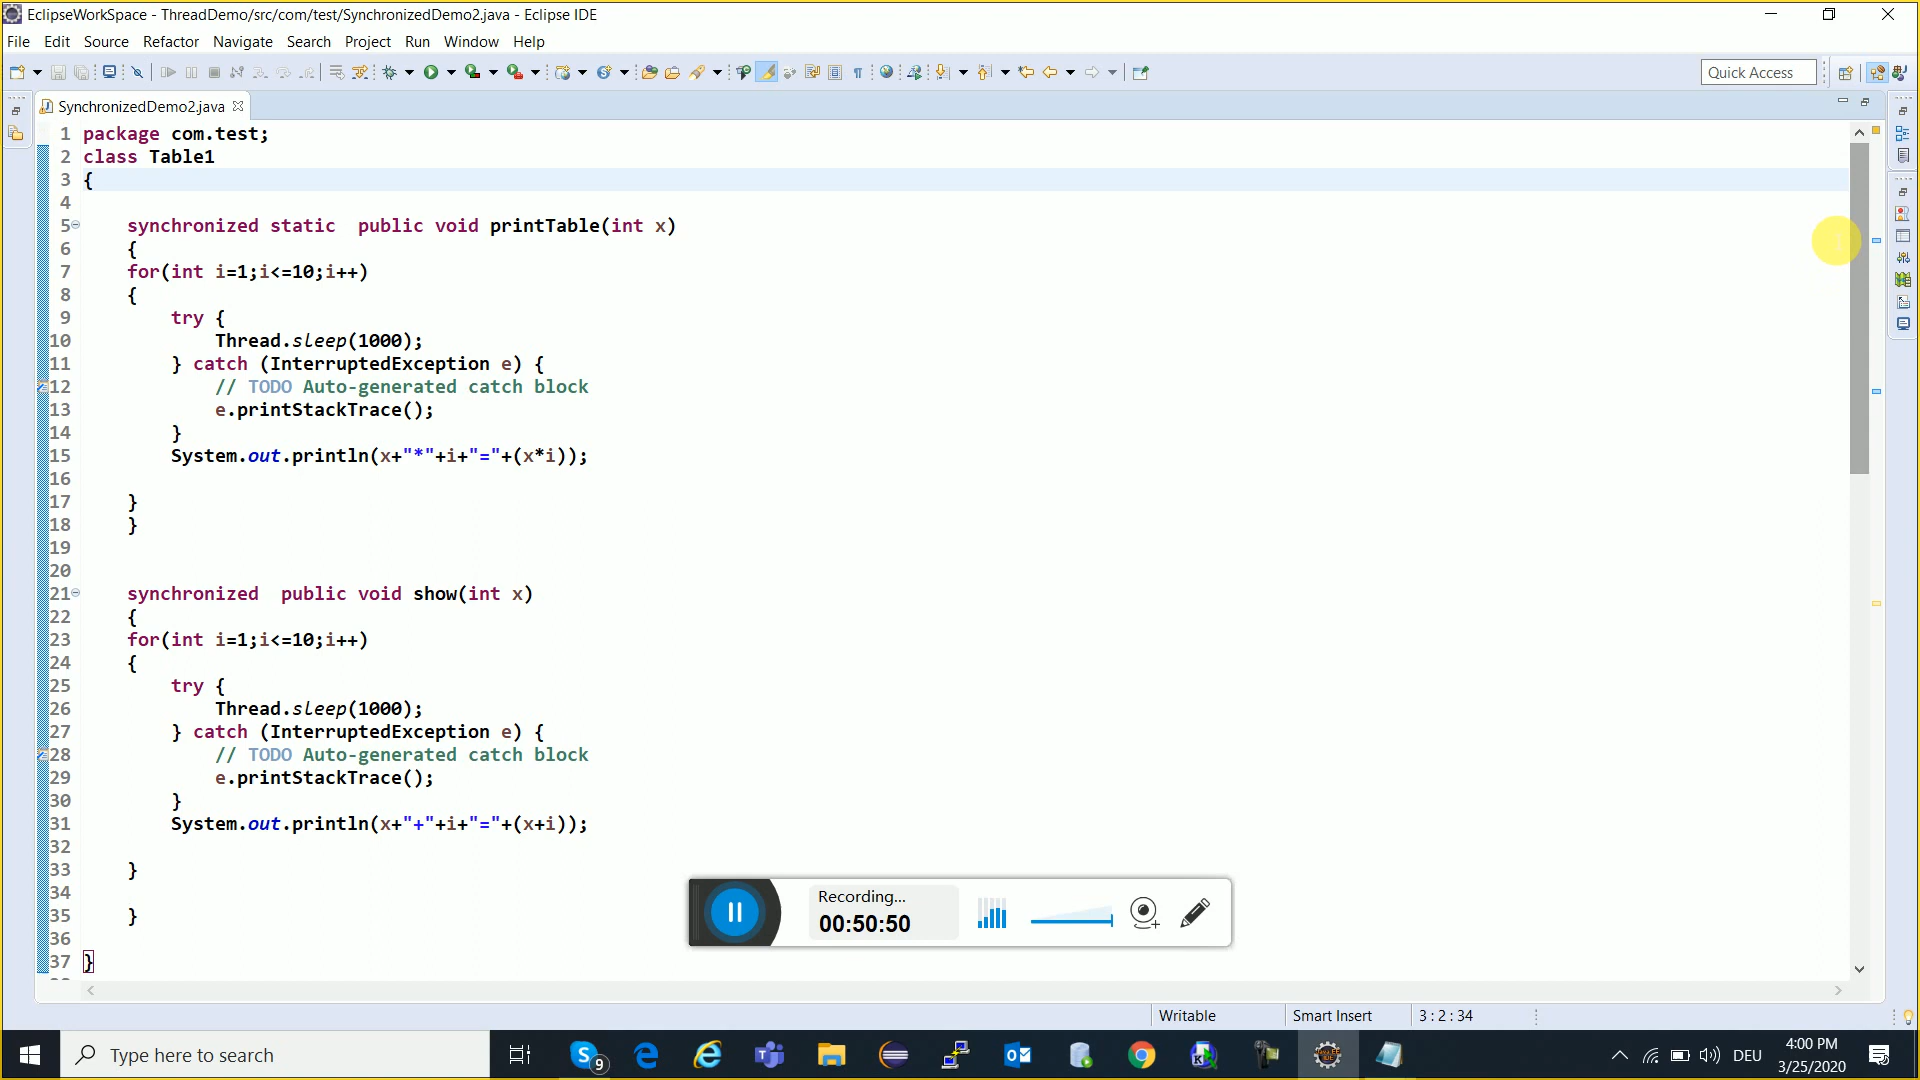 EclipseWorkSpace - ThreadDemo/src/com/test/SynchronizedDemo2.java - Eclipse IDE
File Edit Source Refactor Navigate Search Project Run Window Help
Quick Access
SynchronizedDemo2.java
1 package com.test;
2 class Table1
3 {
4
5 synchronized static  public void printTable(int x)
6 {
7 for(int i=1;i<=10;i++)
8 {
9 try {
10 Thread.sleep(1000);
11 } catch (InterruptedException e) {
12 // TODO Auto-generated catch block
13 e.printStackTrace();
14 }
15 System.out.println(x+"*"+i+"="+(x*i));
16
17 }
18 }
19
20
21 synchronized  public void show(int x)
22 {
23 for(int i=1;i<=10;i++)
24 {
25 try {
26 Thread.sleep(1000);
27 } catch (InterruptedException e) {
28 // TODO Auto-generated catch block
29 e.printStackTrace();
30 }
31 System.out.println(x+"+"+i+"="+(x+i));
32
33 }
34
35 }
36
37 }
Recording...
00:50:50
Writable Smart Insert 3 : 2 : 34
Type here to search
9
DEU
4:00 PM
3/25/2020